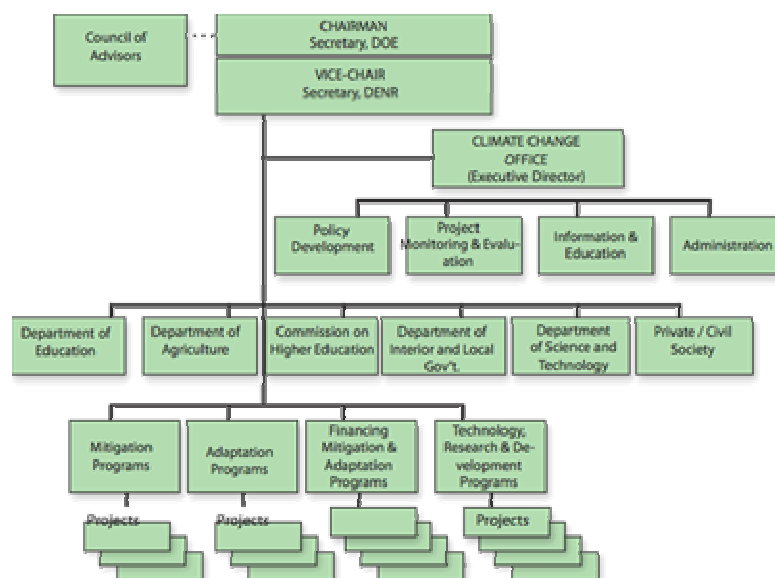 Council of
Advisors
CHAIRMAN
Secretary, DOE
VICE-CHAIR
Secretary, DENR
CLIMATE CHANGE
OFFICE
(Executive Director)
Policy
Development
Project
Monitoring & Evalu-
ation
Information &
Education
Administration
Department of
Education
Department of
Agriculture
Commission on
Higher Education
Department of
Interior and Local
Gov't.
Department
of Science and
Technology
Private / Civil
Society
Mitigation
Programs
Adaptation
Programs
Financing
Mitigation &
Adaptation
Programs
Technology,
Research & De-
velopment
Programs
Projects
Projects
Projects